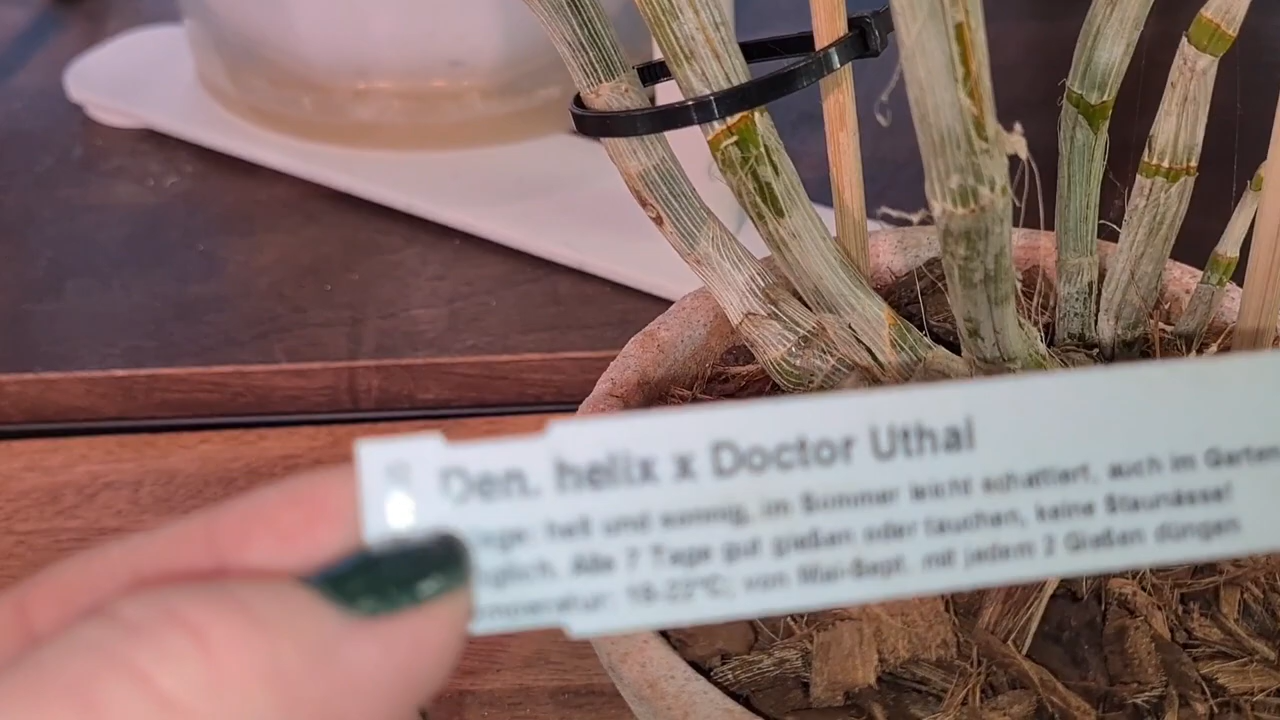 Den. helix x Doctor Uthai
hell und sonnig, im Sommer leicht schattiert, auch im Garten
Alle 7 Tage gut gießen oder tauchen, keine Staunässe!
18-22°C; von Mai-Sept. mit jedem 2 Gießen düngen